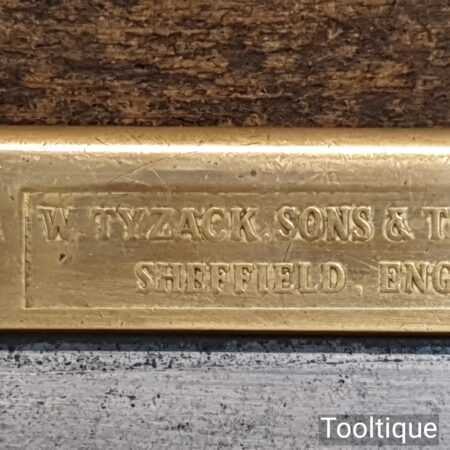 W. TYZACK. SONS & T
SHEFFIELD. ENG
Tooltique